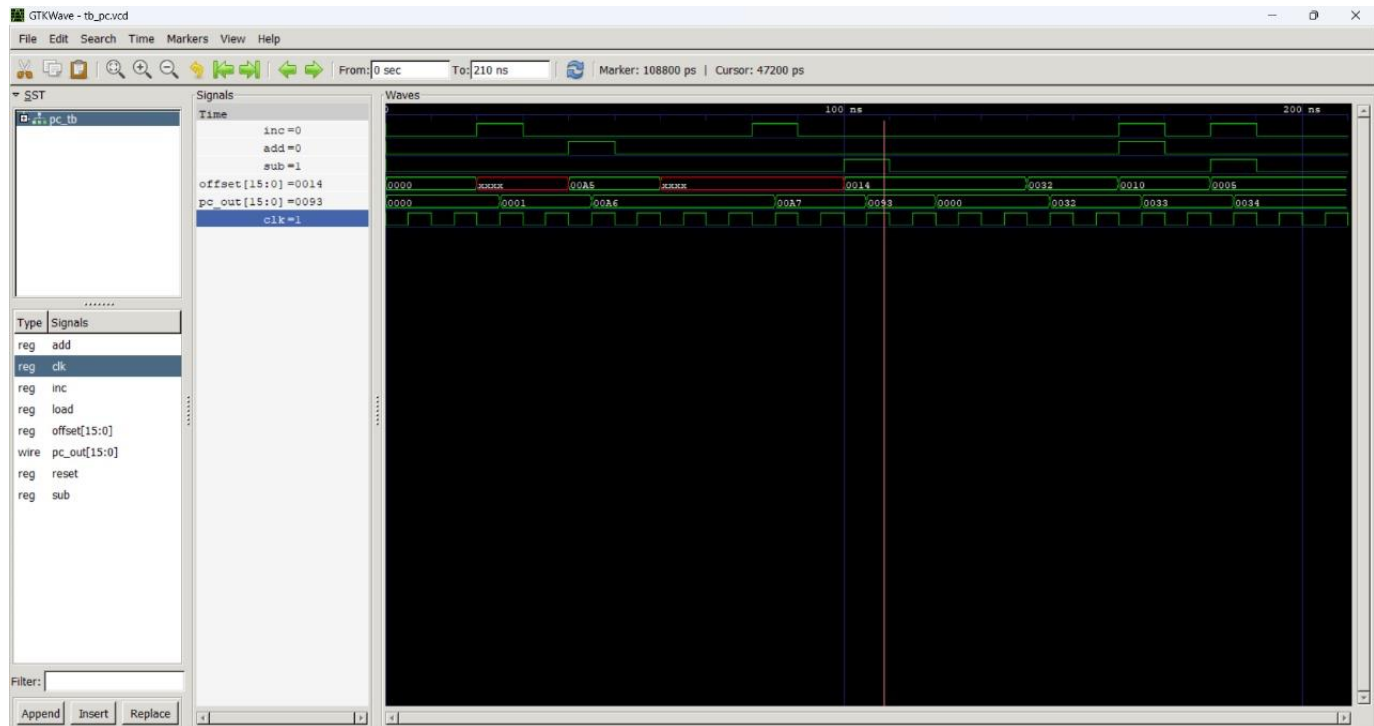 GTKWave - tb_pc.vcd
File Edit Search Time Markers View Help
From: 0 sec To: 210 ns Marker: 108800 ps | Cursor: 47200 ps
SST
pc_tb
Type Signals
reg add
reg clk
reg inc
reg load
reg offset[15:0]
wire pc_out[15:0]
reg reset
reg sub
Filter:
Append Insert Replace
Signals
Time
inc=0
add=0
sub=1
offset[15:0]=0014
pc_out[15:0]=0093
clk=1
Waves
100 ns 200 ns
0000 xxxx 00A5 xxxx 0014 0032 0010 0005
0000 0001 00A6 00A7 0093 0000 0032 0033 0034